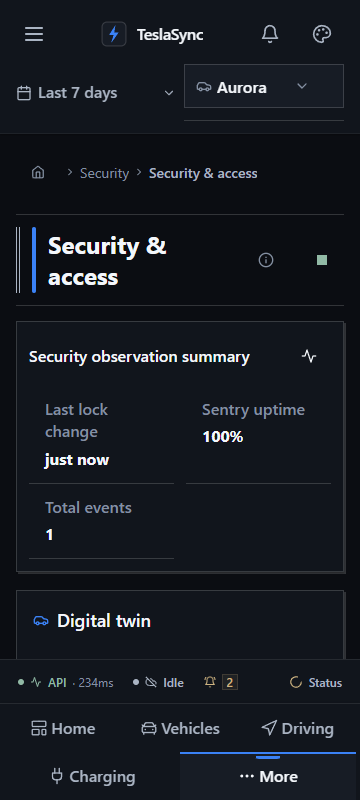 TeslaSync
Last 7 days
Aurora
Security
Security & access
Security &
access
Security observation summary
Last lock
change
just now
Sentry uptime
100%
Total events
1
Digital twin
API · 234ms
Idle
2
Status
Home
Vehicles
Driving
Charging
More